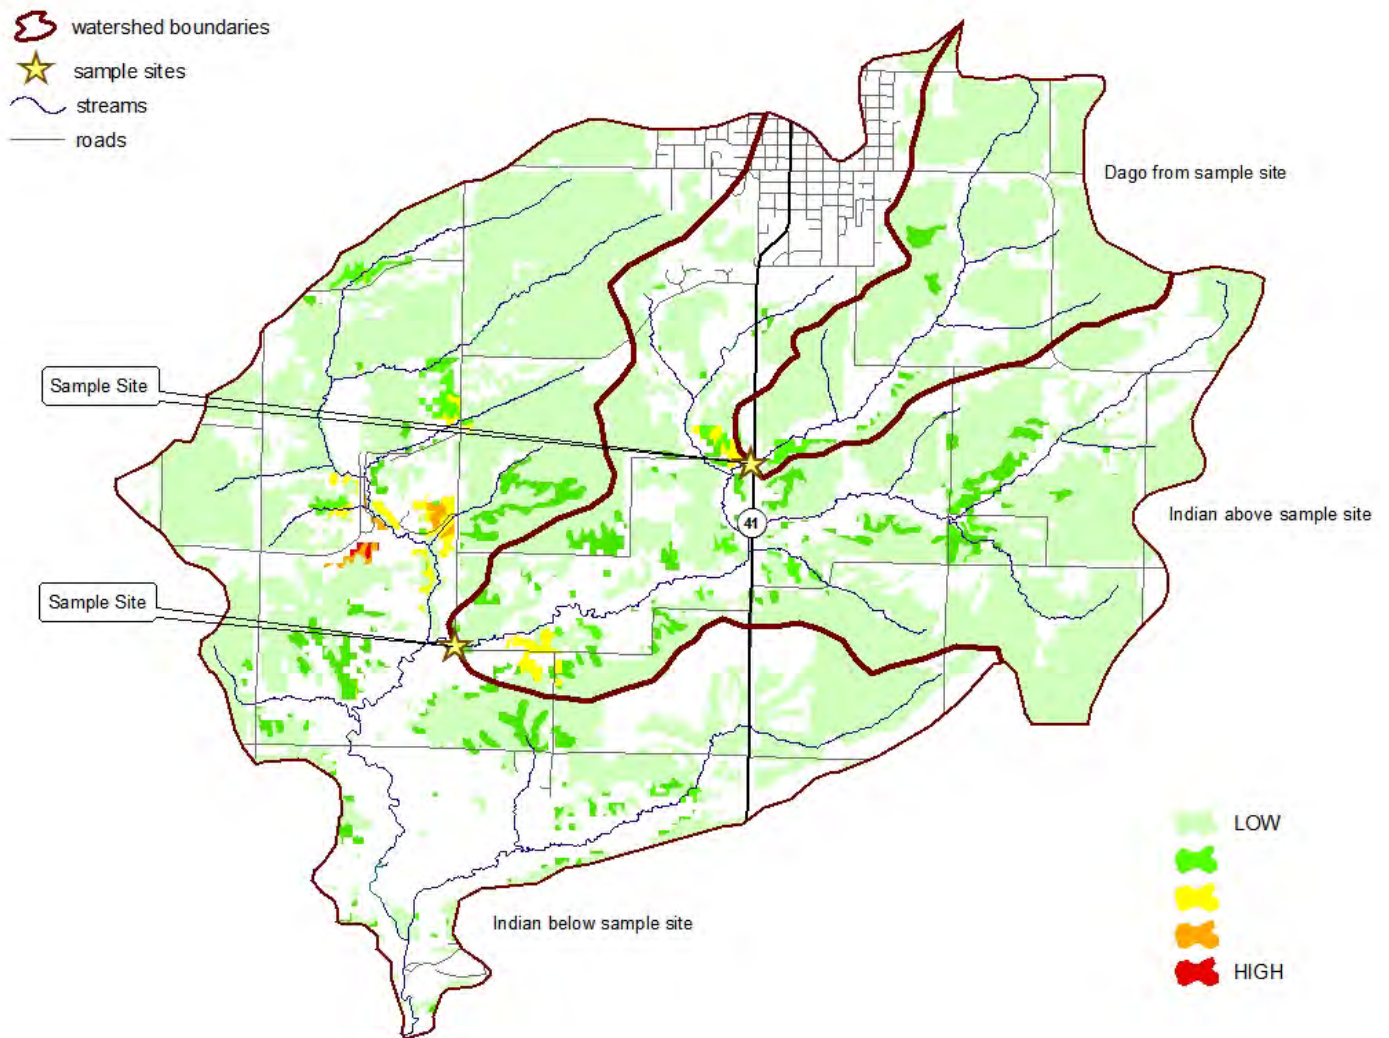 watershed boundaries
sample sites
streams
roads
Dago from sample site
Sample Site
Indian above sample site
41
Sample Site
LOW
Indian below sample site
HIGH